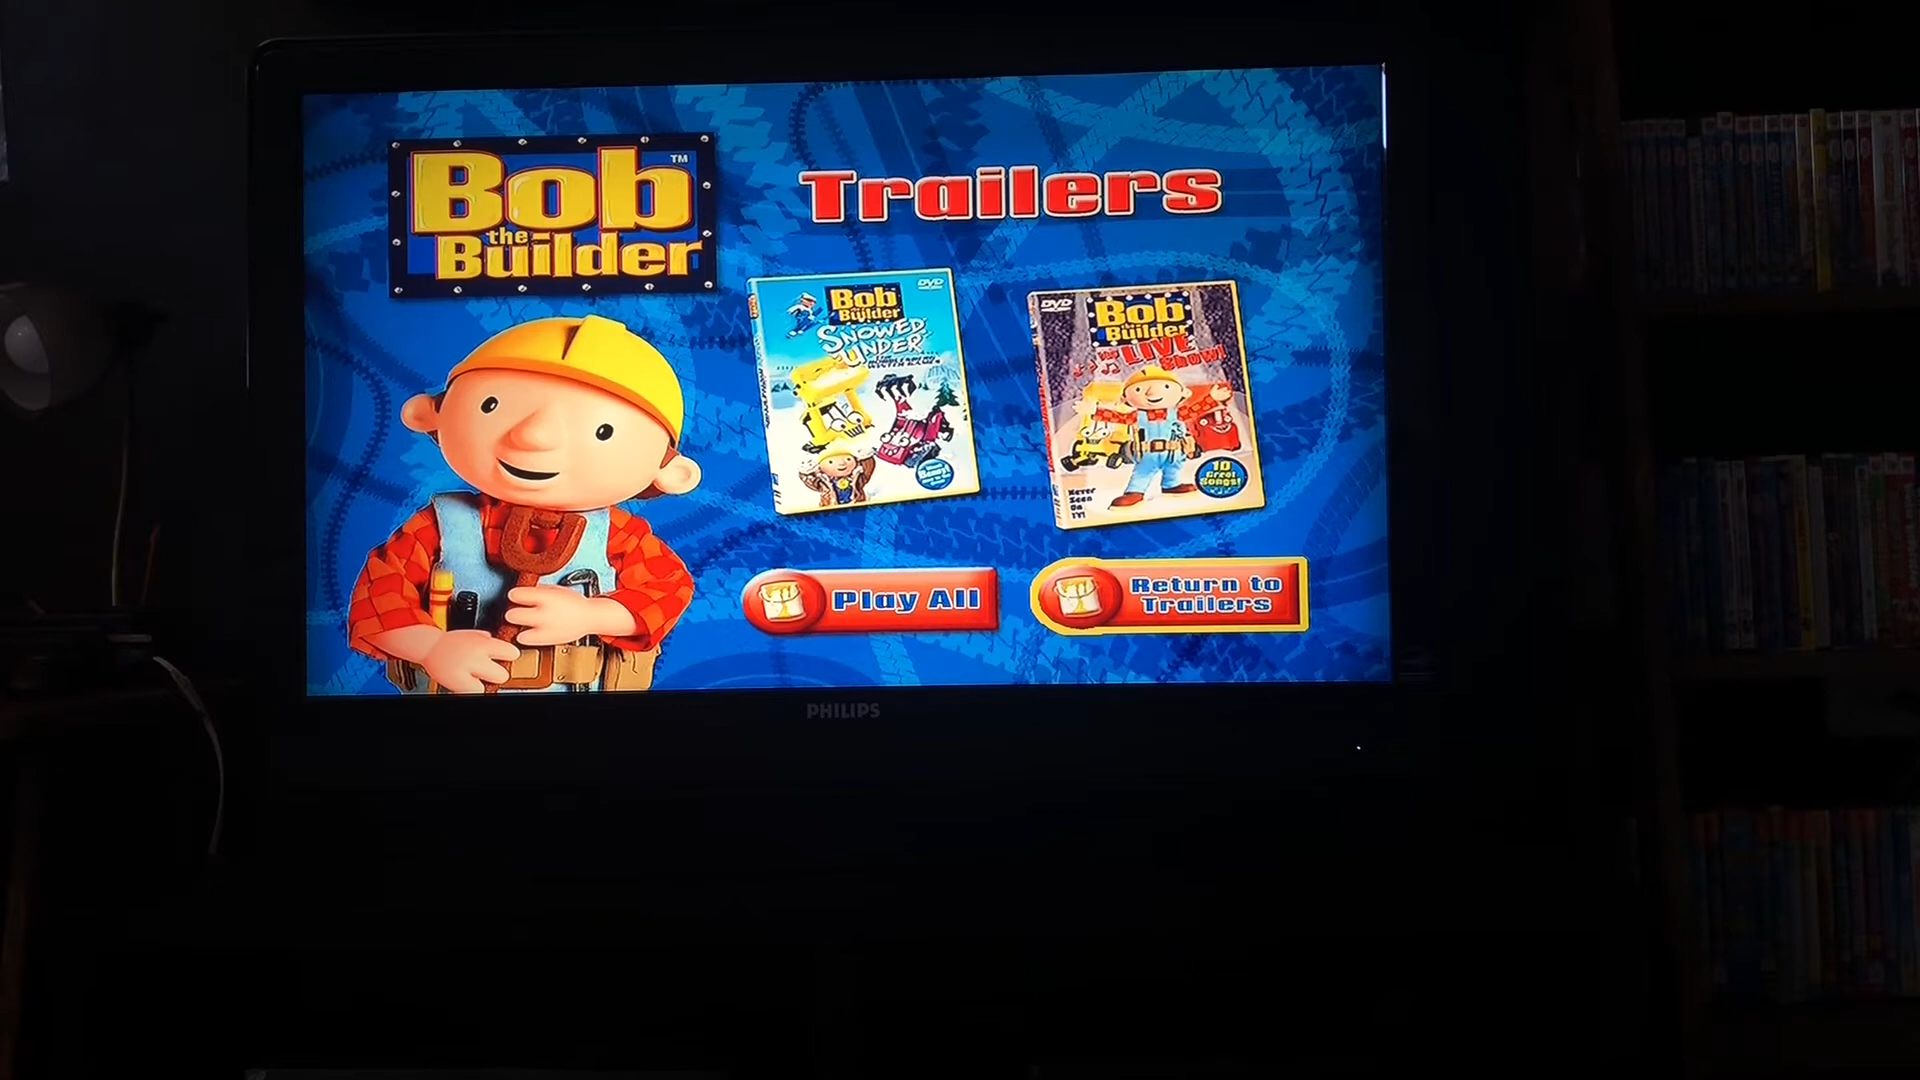 Bob
the
Builder
TM
Trailers
DVD
Bob
the
Builder
SNOWED
UNDER
DVD
Bob
the
Builder
The LIVE
Show!
10
Great
Songs!
Never
Seen
On
TV!
Play All
Return to
Trailers
PHILIPS